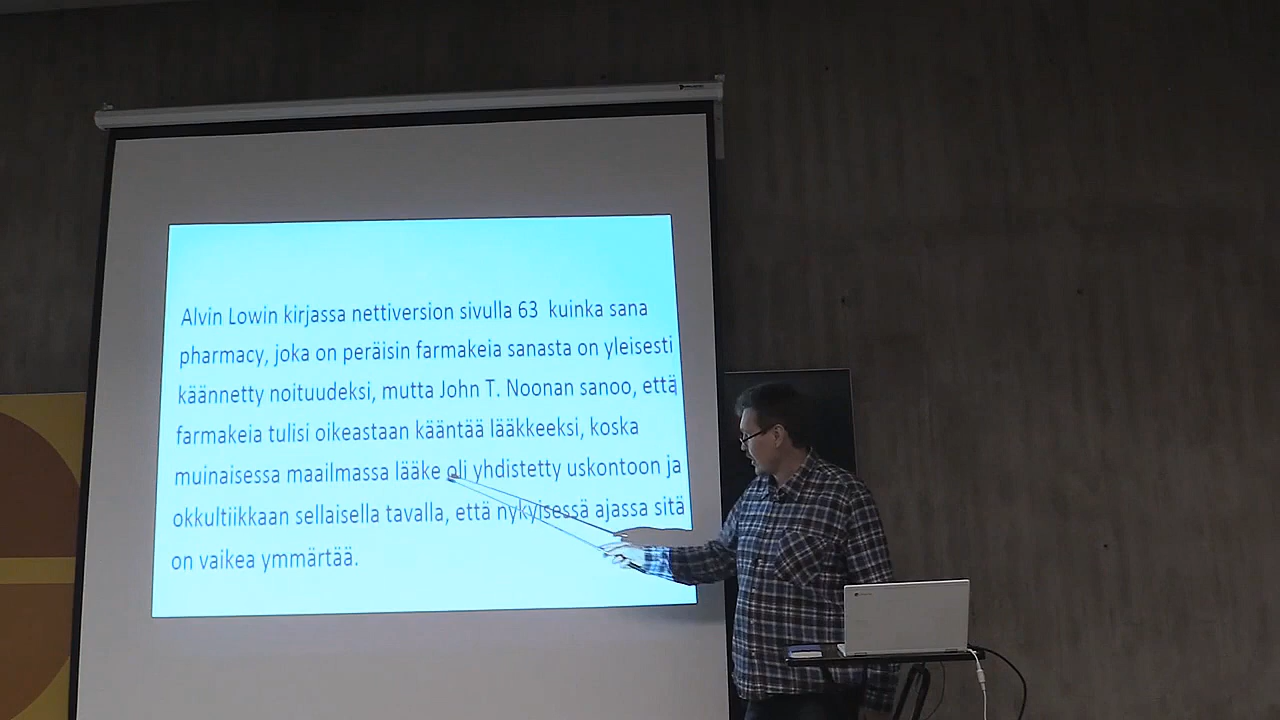 Alvin Lowin kirjassa nettiversion sivulla 63 kuinka sana
pharmacy, joka on peräisin farmakeia sanasta on yleisesti
käännetty noituudeksi, mutta John T. Noonan sanoo, että
farmakeia tulisi oikeastaan kääntää lääkkeeksi, koska
muinaisessa maailmassa lääke oli yhdistetty uskontoon ja
okkultiikkaan sellaisella tavalla, että nykyisessä ajassa sitä
on vaikea ymmärtää.